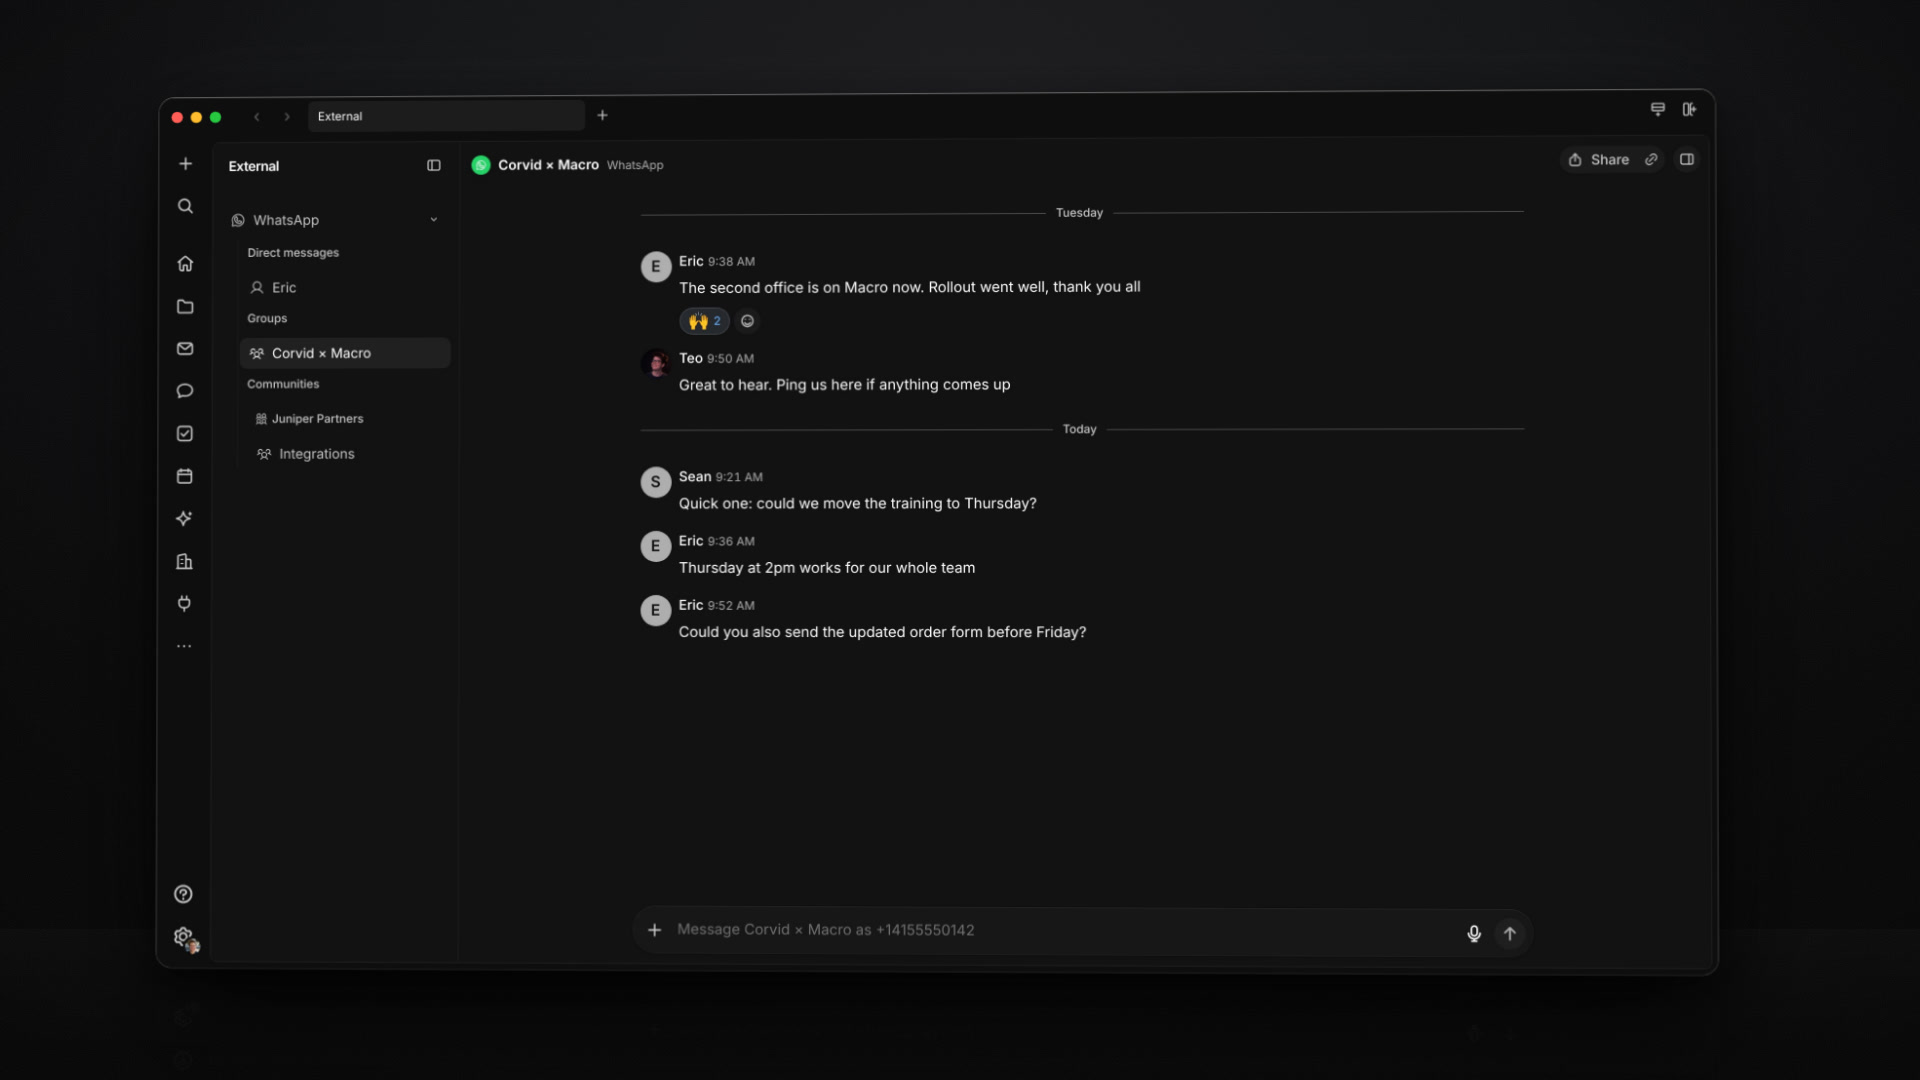 External
External
WhatsApp
Direct messages
Eric
Groups
Corvid × Macro
Communities
Juniper Partners
Integrations
Corvid × Macro WhatsApp
Share
Tuesday
E
Eric 9:38 AM
The second office is on Macro now. Rollout went well, thank you all
🙌 2
Teo 9:50 AM
Great to hear. Ping us here if anything comes up
Today
S
Sean 9:21 AM
Quick one: could we move the training to Thursday?
E
Eric 9:36 AM
Thursday at 2pm works for our whole team
E
Eric 9:52 AM
Could you also send the updated order form before Friday?
Message Corvid × Macro as +14155550142